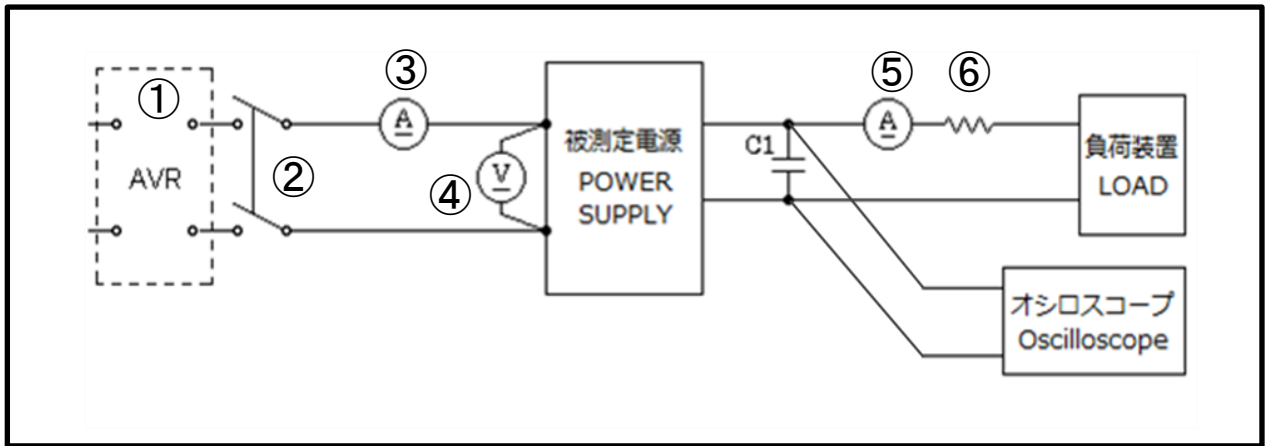 ①
AVR
②
③
A
④
V
被測定電源
POWER
SUPPLY
C1
⑤
A
⑥
負荷装置
LOAD
オシロスコープ
Oscilloscope